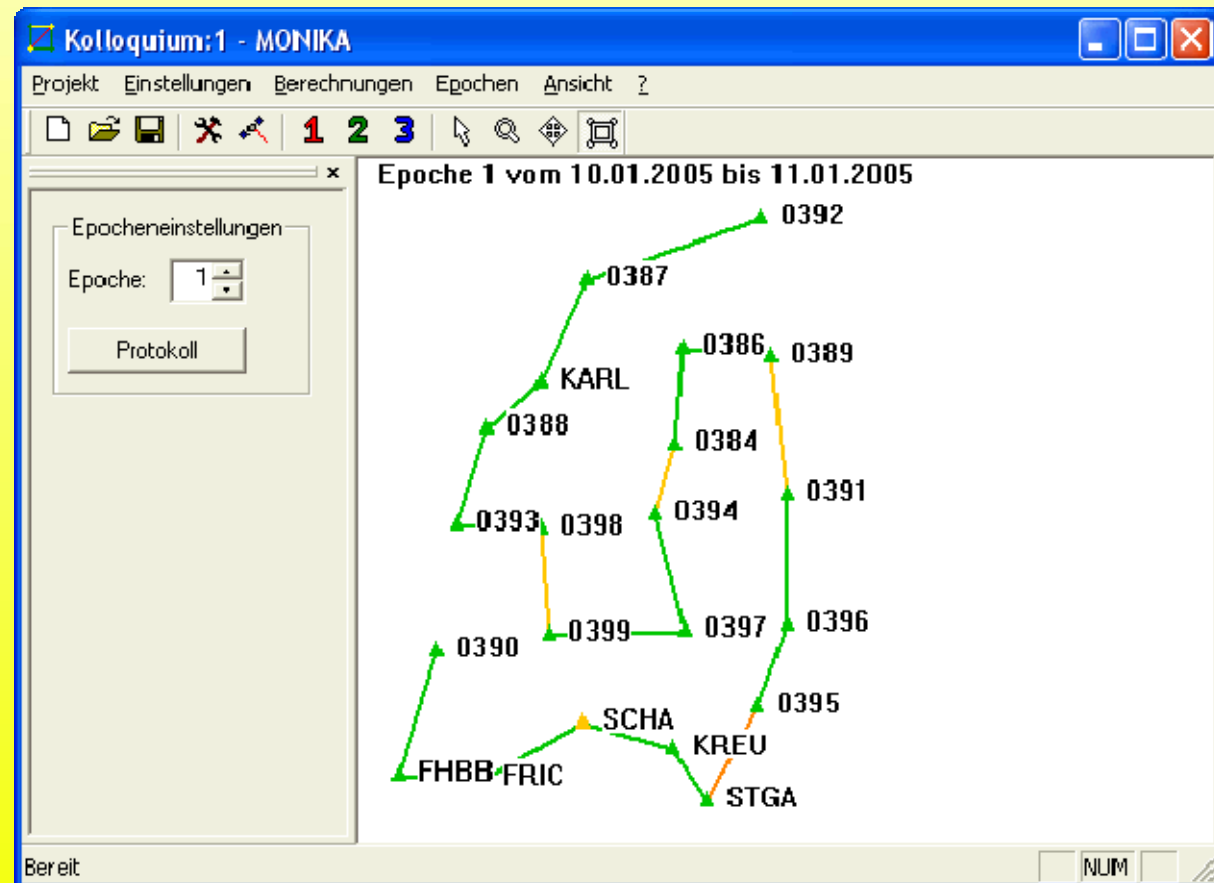 Kolloquium:1 - MONIKA
Projekt Einstellungen Berechnungen Epochen Ansicht ?
1 2 3
Epoche 1 vom 10.01.2005 bis 11.01.2005
Epocheneinstellungen
Epoche: 1
Protokoll
0392
0387
0386
0389
KARL
0388
0384
0391
0393
0398
0394
0399
0397
0396
0390
0395
SCHA
KREU
FHBB
FRIC
STGA
Bereit
NUM